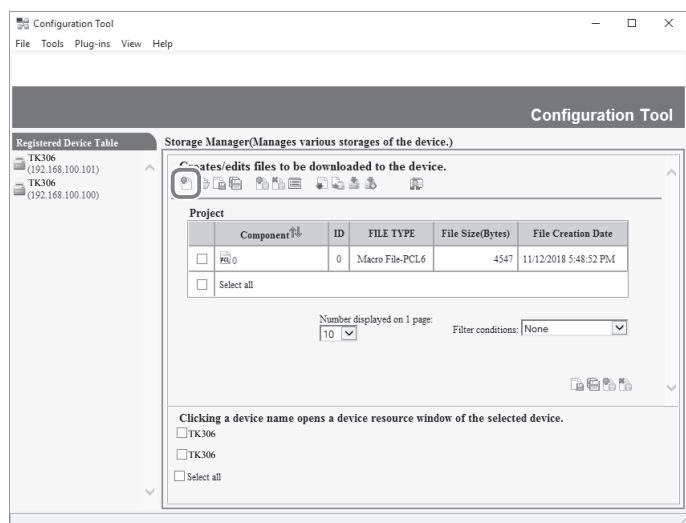 Configuration Tool
File Tools Plug-ins View Help
Configuration Tool
Registered Device Table
TK306
(192.168.100.101)
TK306
(192.168.100.100)
Storage Manager(Manages various storages of the device.)
Creates/edits files to be downloaded to the device.
Project
Component ID FILE TYPE File Size(Bytes) File Creation Date
PCL 0 0 Macro File-PCL6 4547 11/12/2018 5:48:52 PM
Select all
Number displayed on 1 page:
10
Filter conditions: None
Clicking a device name opens a device resource window of the selected device.
TK306
TK306
Select all